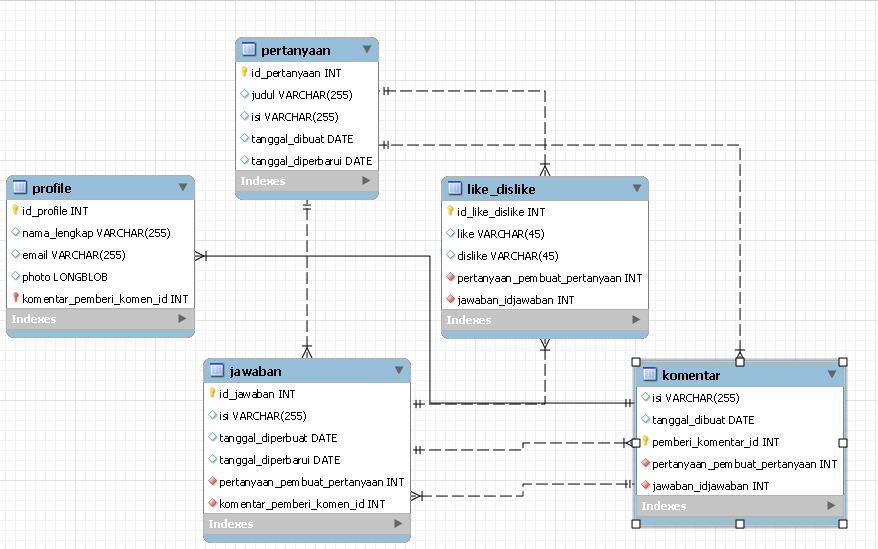 pertanyaan
id_pertanyaan INT
judul VARCHAR(255)
isi VARCHAR(255)
tanggal_dibuat DATE
tanggal_diperbarui DATE
Indexes
profile
id_profile INT
nama_lengkap VARCHAR(255)
email VARCHAR(255)
photo LONGBLOB
komentar_pemberi_komen_id INT
Indexes
like_dislike
id_like_dislike INT
like VARCHAR(45)
dislike VARCHAR(45)
pertanyaan_pembuat_pertanyaan INT
jawaban_idjawaban INT
Indexes
jawaban
id_jawaban INT
isi VARCHAR(255)
tanggal_diperbuat DATE
tanggal_diperbarui DATE
pertanyaan_pembuat_pertanyaan INT
komentar_pemberi_komen_id INT
Indexes
komentar
isi VARCHAR(255)
tanggal_dibuat DATE
pemberi_komentar_id INT
pertanyaan_pembuat_pertanyaan INT
jawaban_idjawaban INT
Indexes